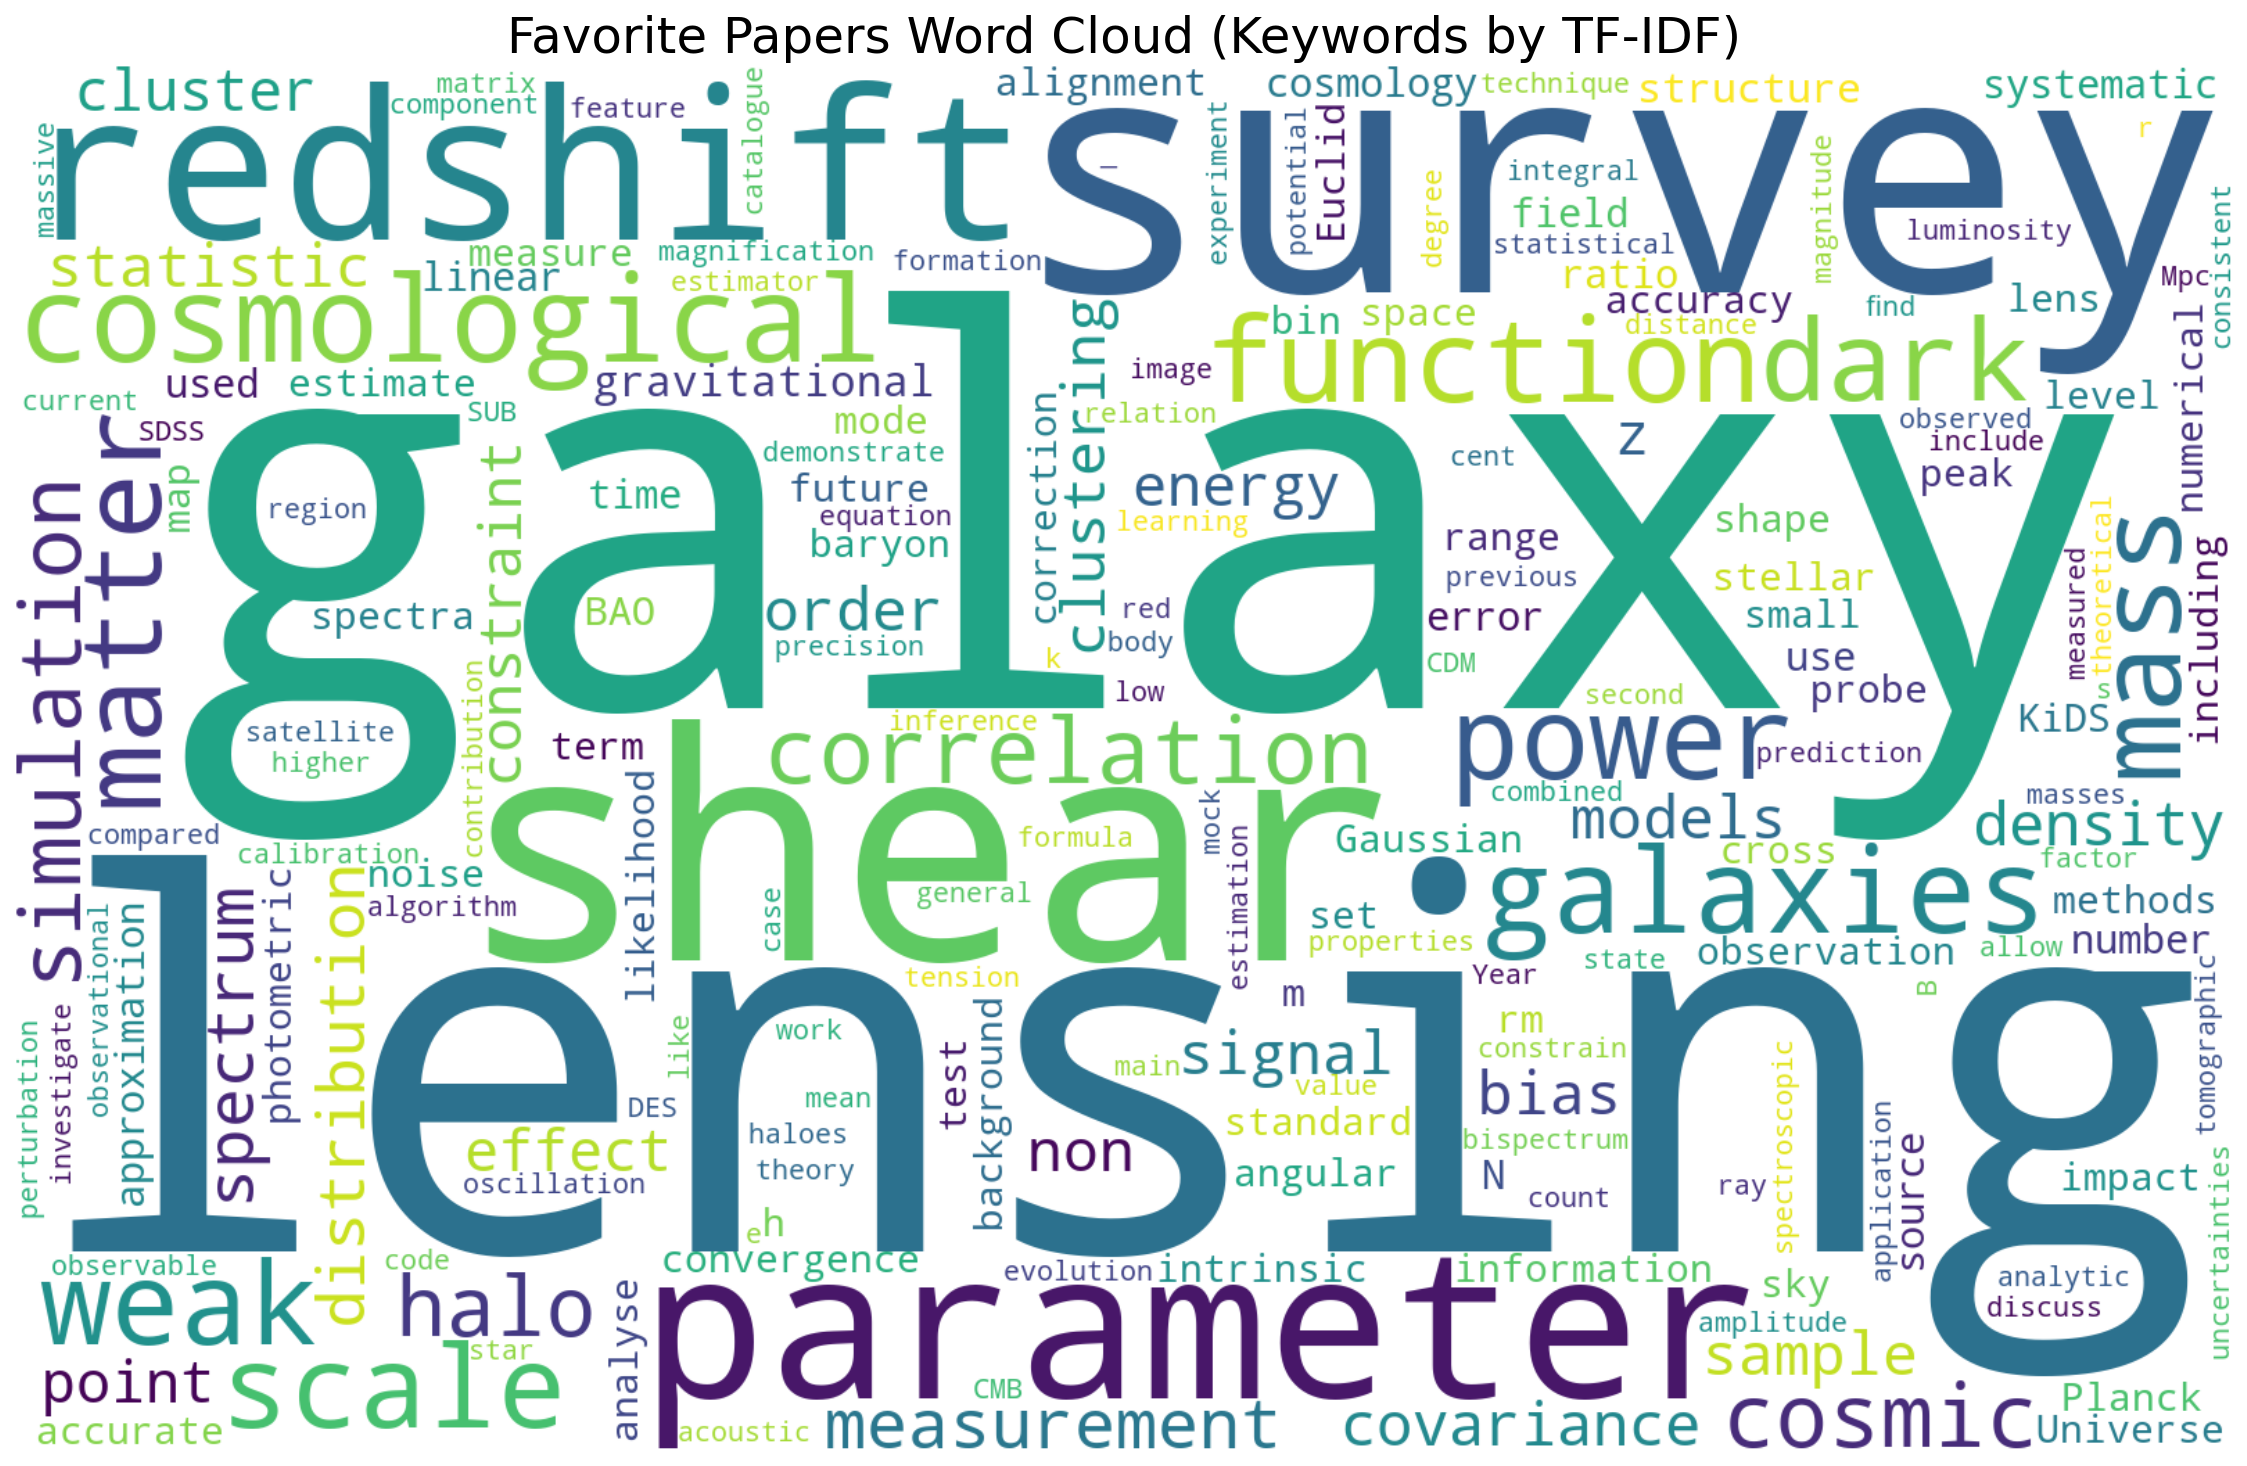 Favorite Papers Word Cloud (Keywords by TF-IDF)
cluster
matrix
component
feature
catalogue
alignment
cosmology
technique
structure
systematic
massive
redshift
survey
experiment
potential
Euclid
degree
integral
field
statistical
magnitude
r
luminosity
consistent
statistic
measure
linear
magnification
estimator
formation
ratio
accuracy
Mpc
cosmological
clustering
bin
space
distance
find
lens
function
dark
numerical
current
used
estimate
gravitational
image
level
SDSS
SUB
mode
relation
observed
include
matter
map
galaxy
constraint
demonstrate
correction
energy
cent
z
peak
simulation
region
time
future
equation
baryon
learning
range
shape
previous
stellar
mass
measured
theoretical
including
spectra
BAO
order
precision
red
body
error
small
k
CDM
use
low
second
probe
s
KiDS
satellite
higher
contribution
term
inference
correlation
power
prediction
compared
likelihood
shear
mock
combined
models
masses
density
calibration
noise
formula
estimation
Gaussian
cross
factor
algorithm
case
general
set
galaxies
methods
properties
observation
allow
number
lensing
observational
approximation
spectrum
photometric
distribution
tension
Year
state
B
tomographic
perturbation
investigate
like
work
background
m
rm
signal
main
constrain
spectroscopic
DES
mean
test
value
bias
effect
haloes
theory
non
standard
bispectrum
application
source
oscillation
angular
N
count
ray
impact
uncertainties
e
h
observable
code
convergence
evolution
intrinsic
information
sky
analytic
discuss
weak
halo
analyse
parameter
amplitude
star
sample
point
scale
CMB
cosmic
Planck
accurate
acoustic
measurement
covariance
Universe